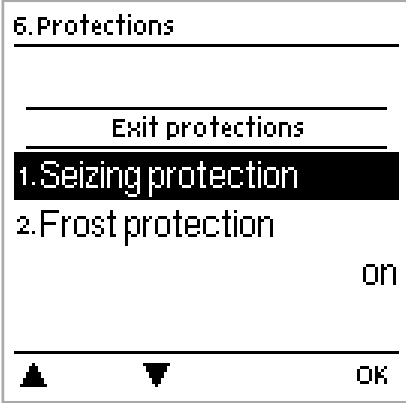 6.Protections
Exit protections
1.Seizing protection
2.Frost protection
on
▲ ▼ OK